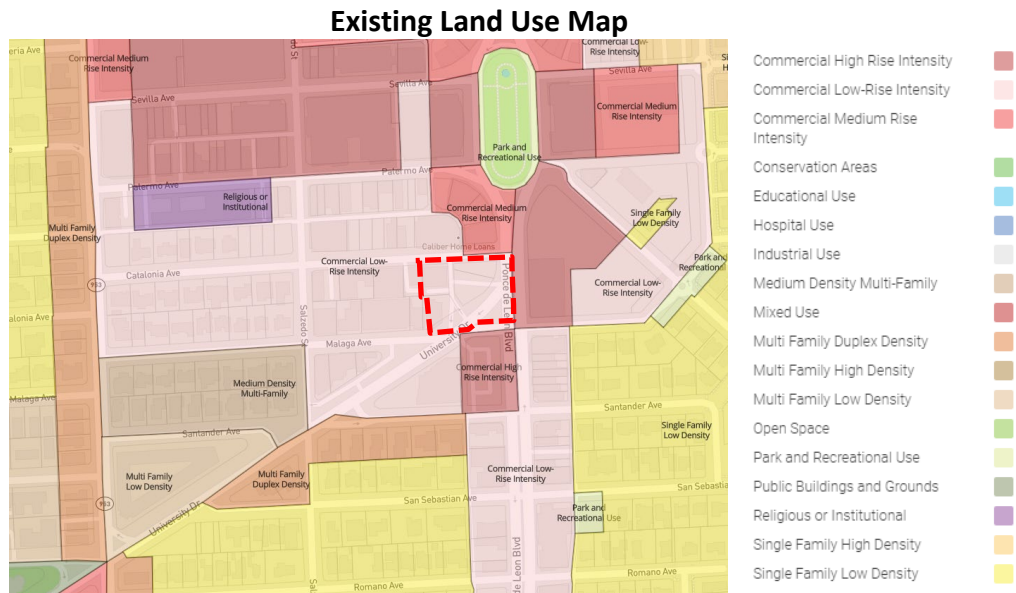 Existing Land Use Map
Commercial Low-
Rise Intensity
Commercial Medium
Rise Intensity
Sevilla Ave
Sevilla Ave
Sevilla Ave
Commercial Medium
Rise Intensity
Park and
Recreational Use
Palermo Ave
Palermo Ave
Religious or
Institutional
Commercial Medium
Rise Intensity
Single Family
Low Density
Multi Family
Duplex Density
Caliber Home Loans
Commercial Low-
Rise Intensity
Park and
Recreational
Catalonia Ave
953
Commercial Low-
Rise Intensity
Ponce de Leon Blvd
Salzedo St
alonia Ave
University Dr
Malaga Ave
Commercial High
Rise Intensity
Medium Density
Multi-Family
Malaga Ave
Santander Ave
Santander Ave
Single Family
Low Density
Multi Family
Low Density
Multi Family
Duplex Density
Commercial Low-
Rise Intensity
San Sebastian Ave
San Sebastia
953
University Dr
Park and
Recreational Use
de Leon Blvd
Romano Ave
Romano Ave
Commercial High Rise Intensity
Commercial Low-Rise Intensity
Commercial Medium Rise
Intensity
Conservation Areas
Educational Use
Hospital Use
Industrial Use
Medium Density Multi-Family
Mixed Use
Multi Family Duplex Density
Multi Family High Density
Multi Family Low Density
Open Space
Park and Recreational Use
Public Buildings and Grounds
Religious or Institutional
Single Family High Density
Single Family Low Density